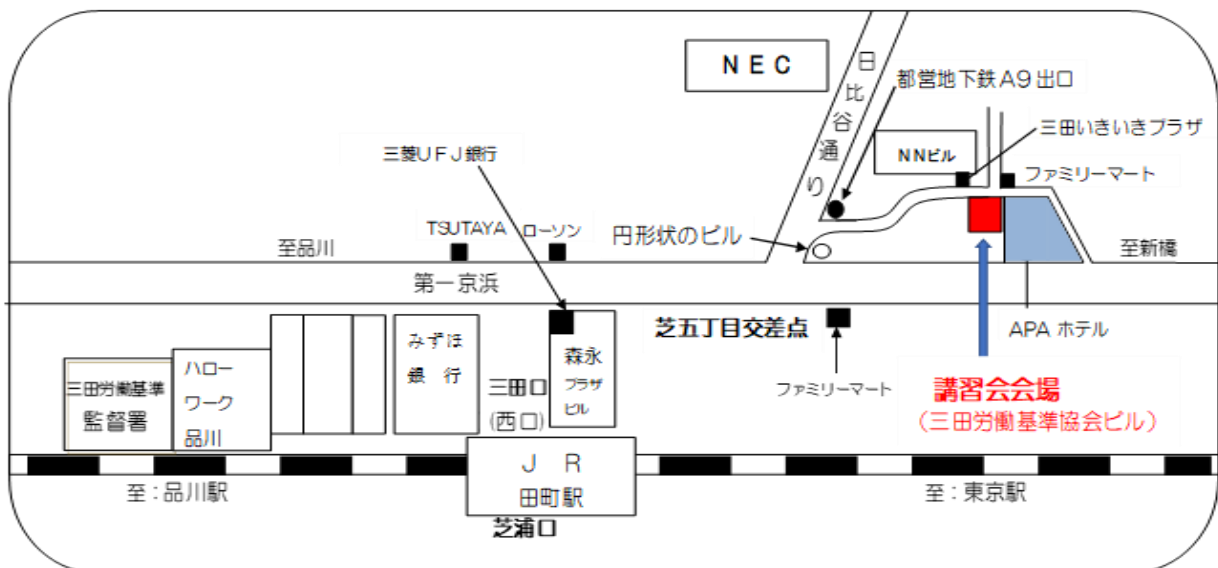 NEC
日比谷通り
都営地下鉄A9出口
三田いきいきプラザ
NNビル
ファミリーマート
三菱UFJ銀行
TSUTAYA
ローソン
円形状のビル
至品川
至新橋
第一京浜
芝五丁目交差点
APA ホテル
みずほ
銀 行
森永
プラザ
ビル
三田口
(西口)
ファミリーマート
講習会会場
(三田労働基準協会ビル)
三田労働基準
監督署
ハロー
ワーク
品川
J R
田町駅
至:品川駅
至:東京駅
芝浦口